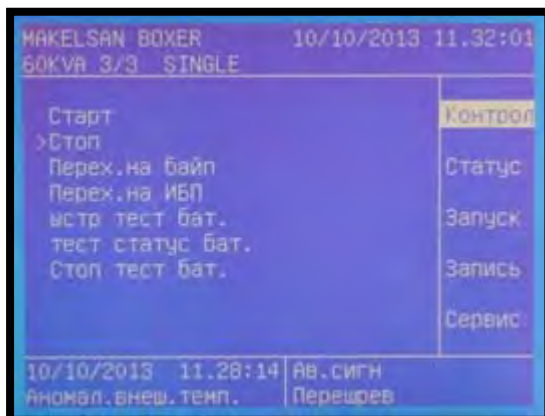 MAKELSAN BOXER 10/10/2013 11.32:01
60KVA 3/3 SINGLE
Старт
>Стоп
Перех.на байп
Перех.на ИБП
ыстр тест бат.
тест статус бат.
Стоп тест бат.
Контрол
Статус
Запуск
Запись
Сервис
10/10/2013 11.28:14 Ав.сигн
Аномал.внеш.темп. Перегрев